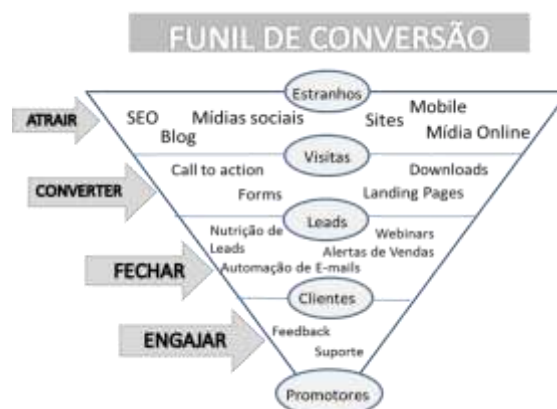 FUNIL DE CONVERSÃO
Estranhos
ATRAIR
SEO
Mídias sociais
Sites
Mobile
Blog
Mídia Online
Visitas
CONVERTER
Call to action
Downloads
Forms
Landing Pages
Leads
FECHAR
Nutrição de
Leads
Webinars
Alertas de Vendas
Automação de E-mails
Clientes
ENGAJAR
Feedback
Suporte
Promotores